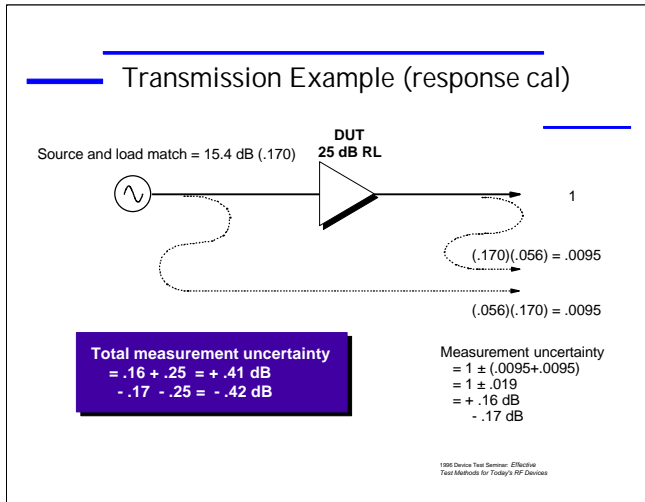 Transmission Example (response cal)
DUT
25 dB RL
Source and load match = 15.4 dB (.170)
1
(.170)(.056) = .0095
(.056)(.170) = .0095
Total measurement uncertainty
= .16 + .25 = + .41 dB
- .17 - .25 = - .42 dB
Measurement uncertainty
= 1 ± (.0095+.0095)
= 1 ± .019
= + .16 dB
- .17 dB
1996 Device Test Seminar: Effective
Test Methods for Today's RF Devices